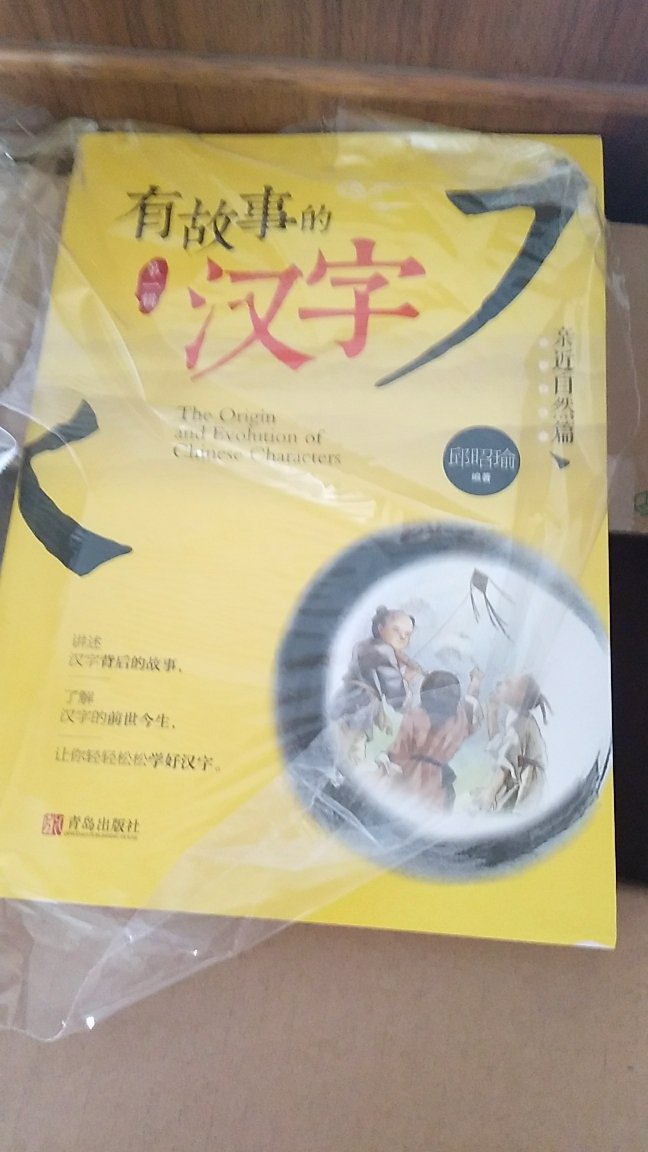 有故事的
第一辑
汉字
The Origin
and Evolution of
Chinese Characters
亲近自然篇
邱昭瑜
编著
讲述
汉字背后的故事，
了解
汉字的前世今生，
让你轻轻松松学好汉字。
青岛出版社
QINGDAO PUBLISHING HOUSE